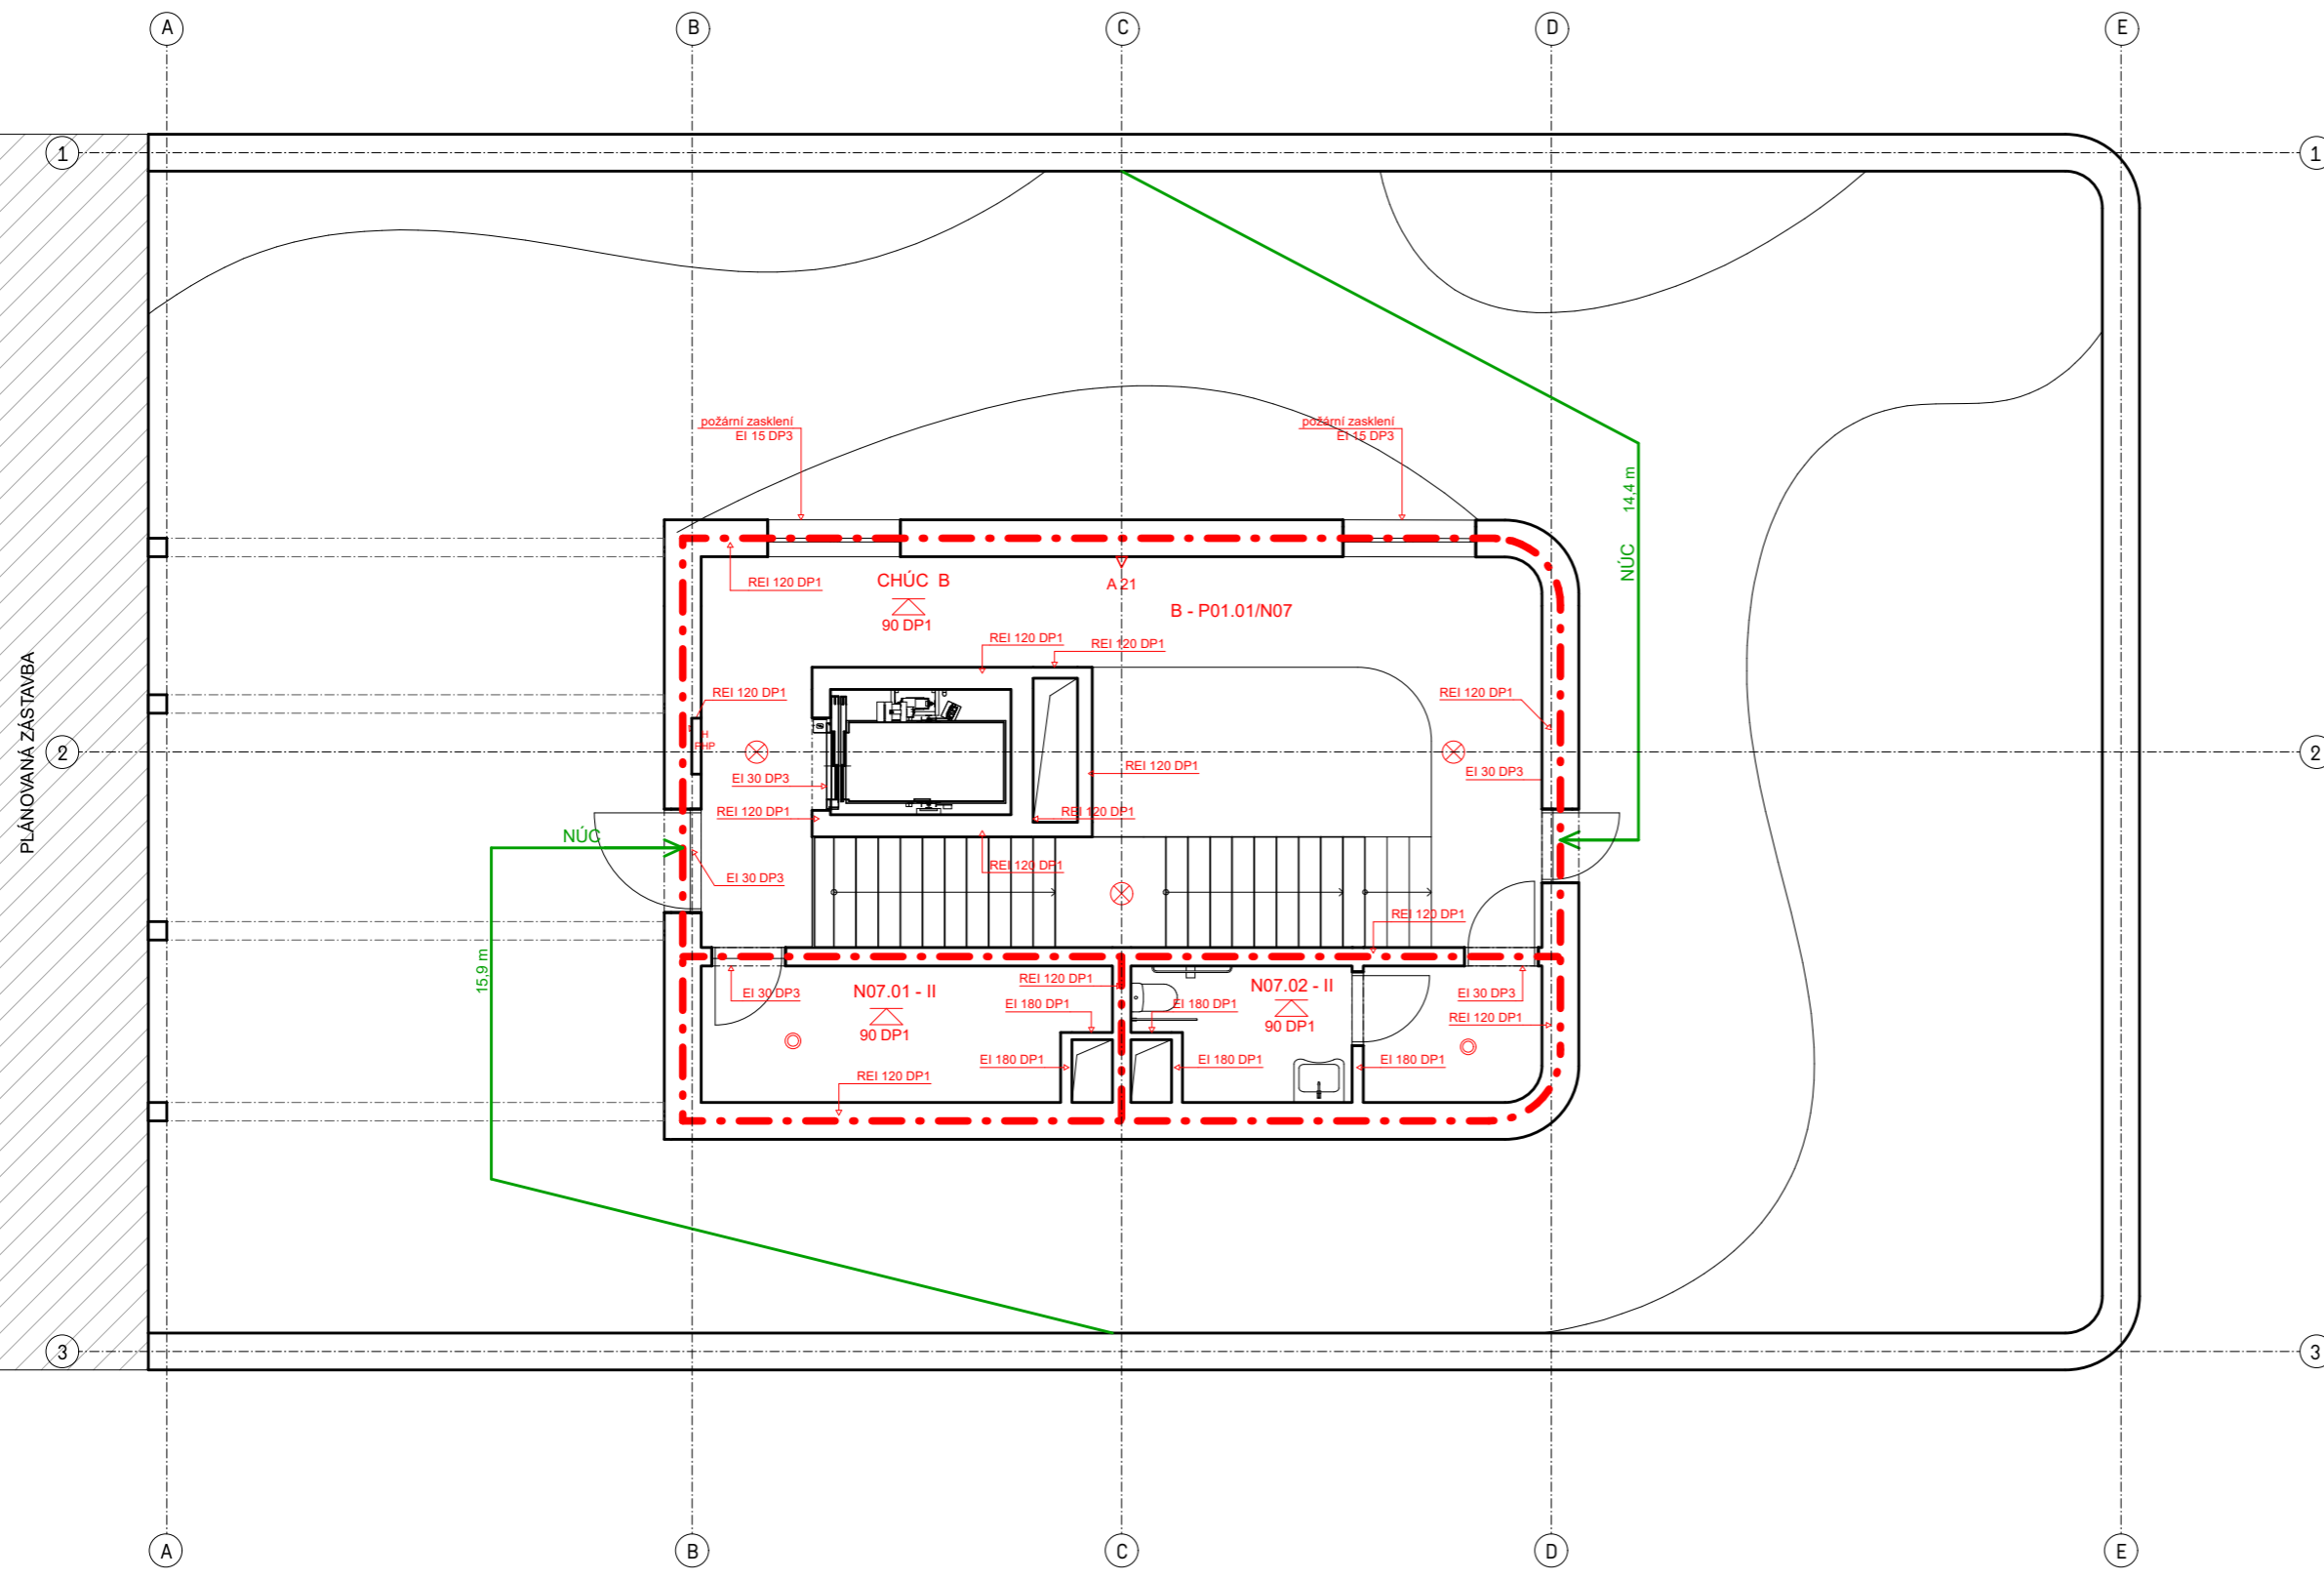 A
B
C
D
E
1
1
požární zasklení
EI 15 DP3
požární zasklení
EI 15 DP3
14,4 m
NÚC
REI 120 DP1
CHÚC B
90 DP1
A 21
B - P01.01/N07
REI 120 DP1
REI 120 DP1
REI 120 DP1
REI 120 DP1
H
PHP
PLÁNOVANÁ ZÁSTAVBA
2
2
REI 120 DP1
EI 30 DP3
EI 30 DP3
REI 120 DP1
REI 120 DP1
NÚC
REI 120 DP1
EI 30 DP3
REI 120 DP1
15,9 m
EI 30 DP3
N07.01 - II
90 DP1
REI 120 DP1
EI 180 DP1
EI 180 DP1
N07.02 - II
90 DP1
EI 30 DP3
REI 120 DP1
EI 180 DP1
EI 180 DP1
EI 180 DP1
REI 120 DP1
3
3
A
B
C
D
E